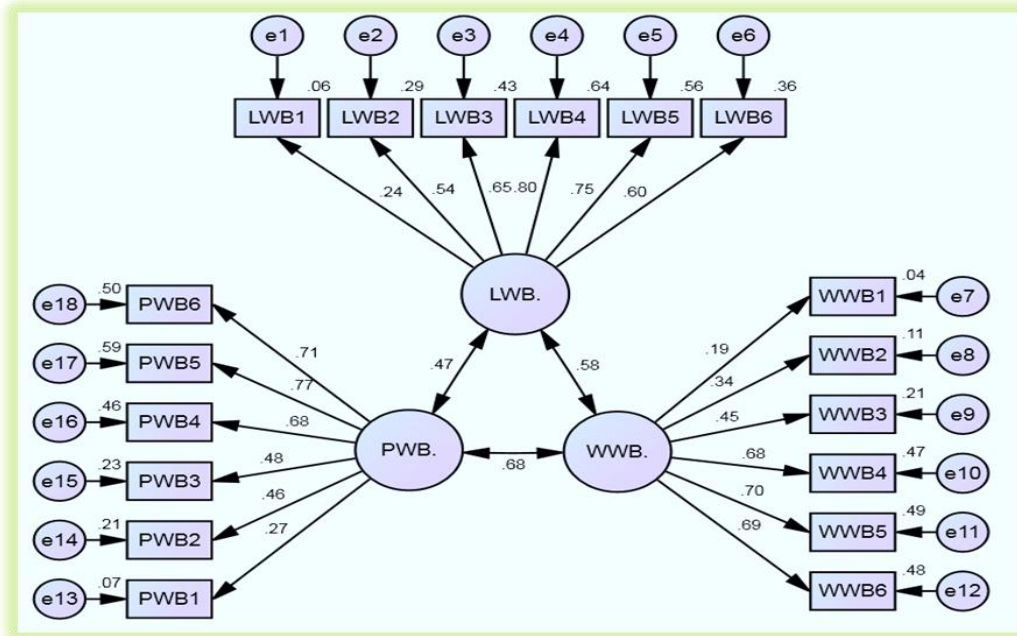 e1 e2 e3 e4 e5 e6
.06 .29 .43 .64 .56 .36
LWB1 LWB2 LWB3 LWB4 LWB5 LWB6
.24 .54 .65 .80 .75 .60
LWB.
.47 .58
PWB. .68 WWB.
e18 .50 PWB6 .71
e17 .59 PWB5 .77
e16 .46 PWB4 .68
e15 .23 PWB3 .48
e14 .21 PWB2 .46
e13 .07 PWB1 .27
.19 WWB1 .04 e7
.34 WWB2 .11 e8
.45 WWB3 .21 e9
.68 WWB4 .47 e10
.70 WWB5 .49 e11
.69 WWB6 .48 e12